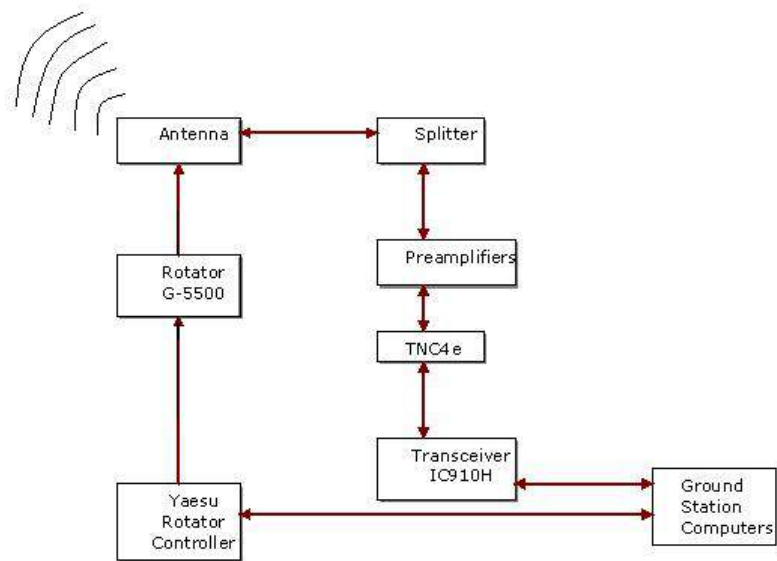 Antenna
Splitter
Rotator
G-5500
Preamplifiers
TNC4e
Transceiver
IC910H
Yaesu
Rotator
Controller
Ground
Station
Computers